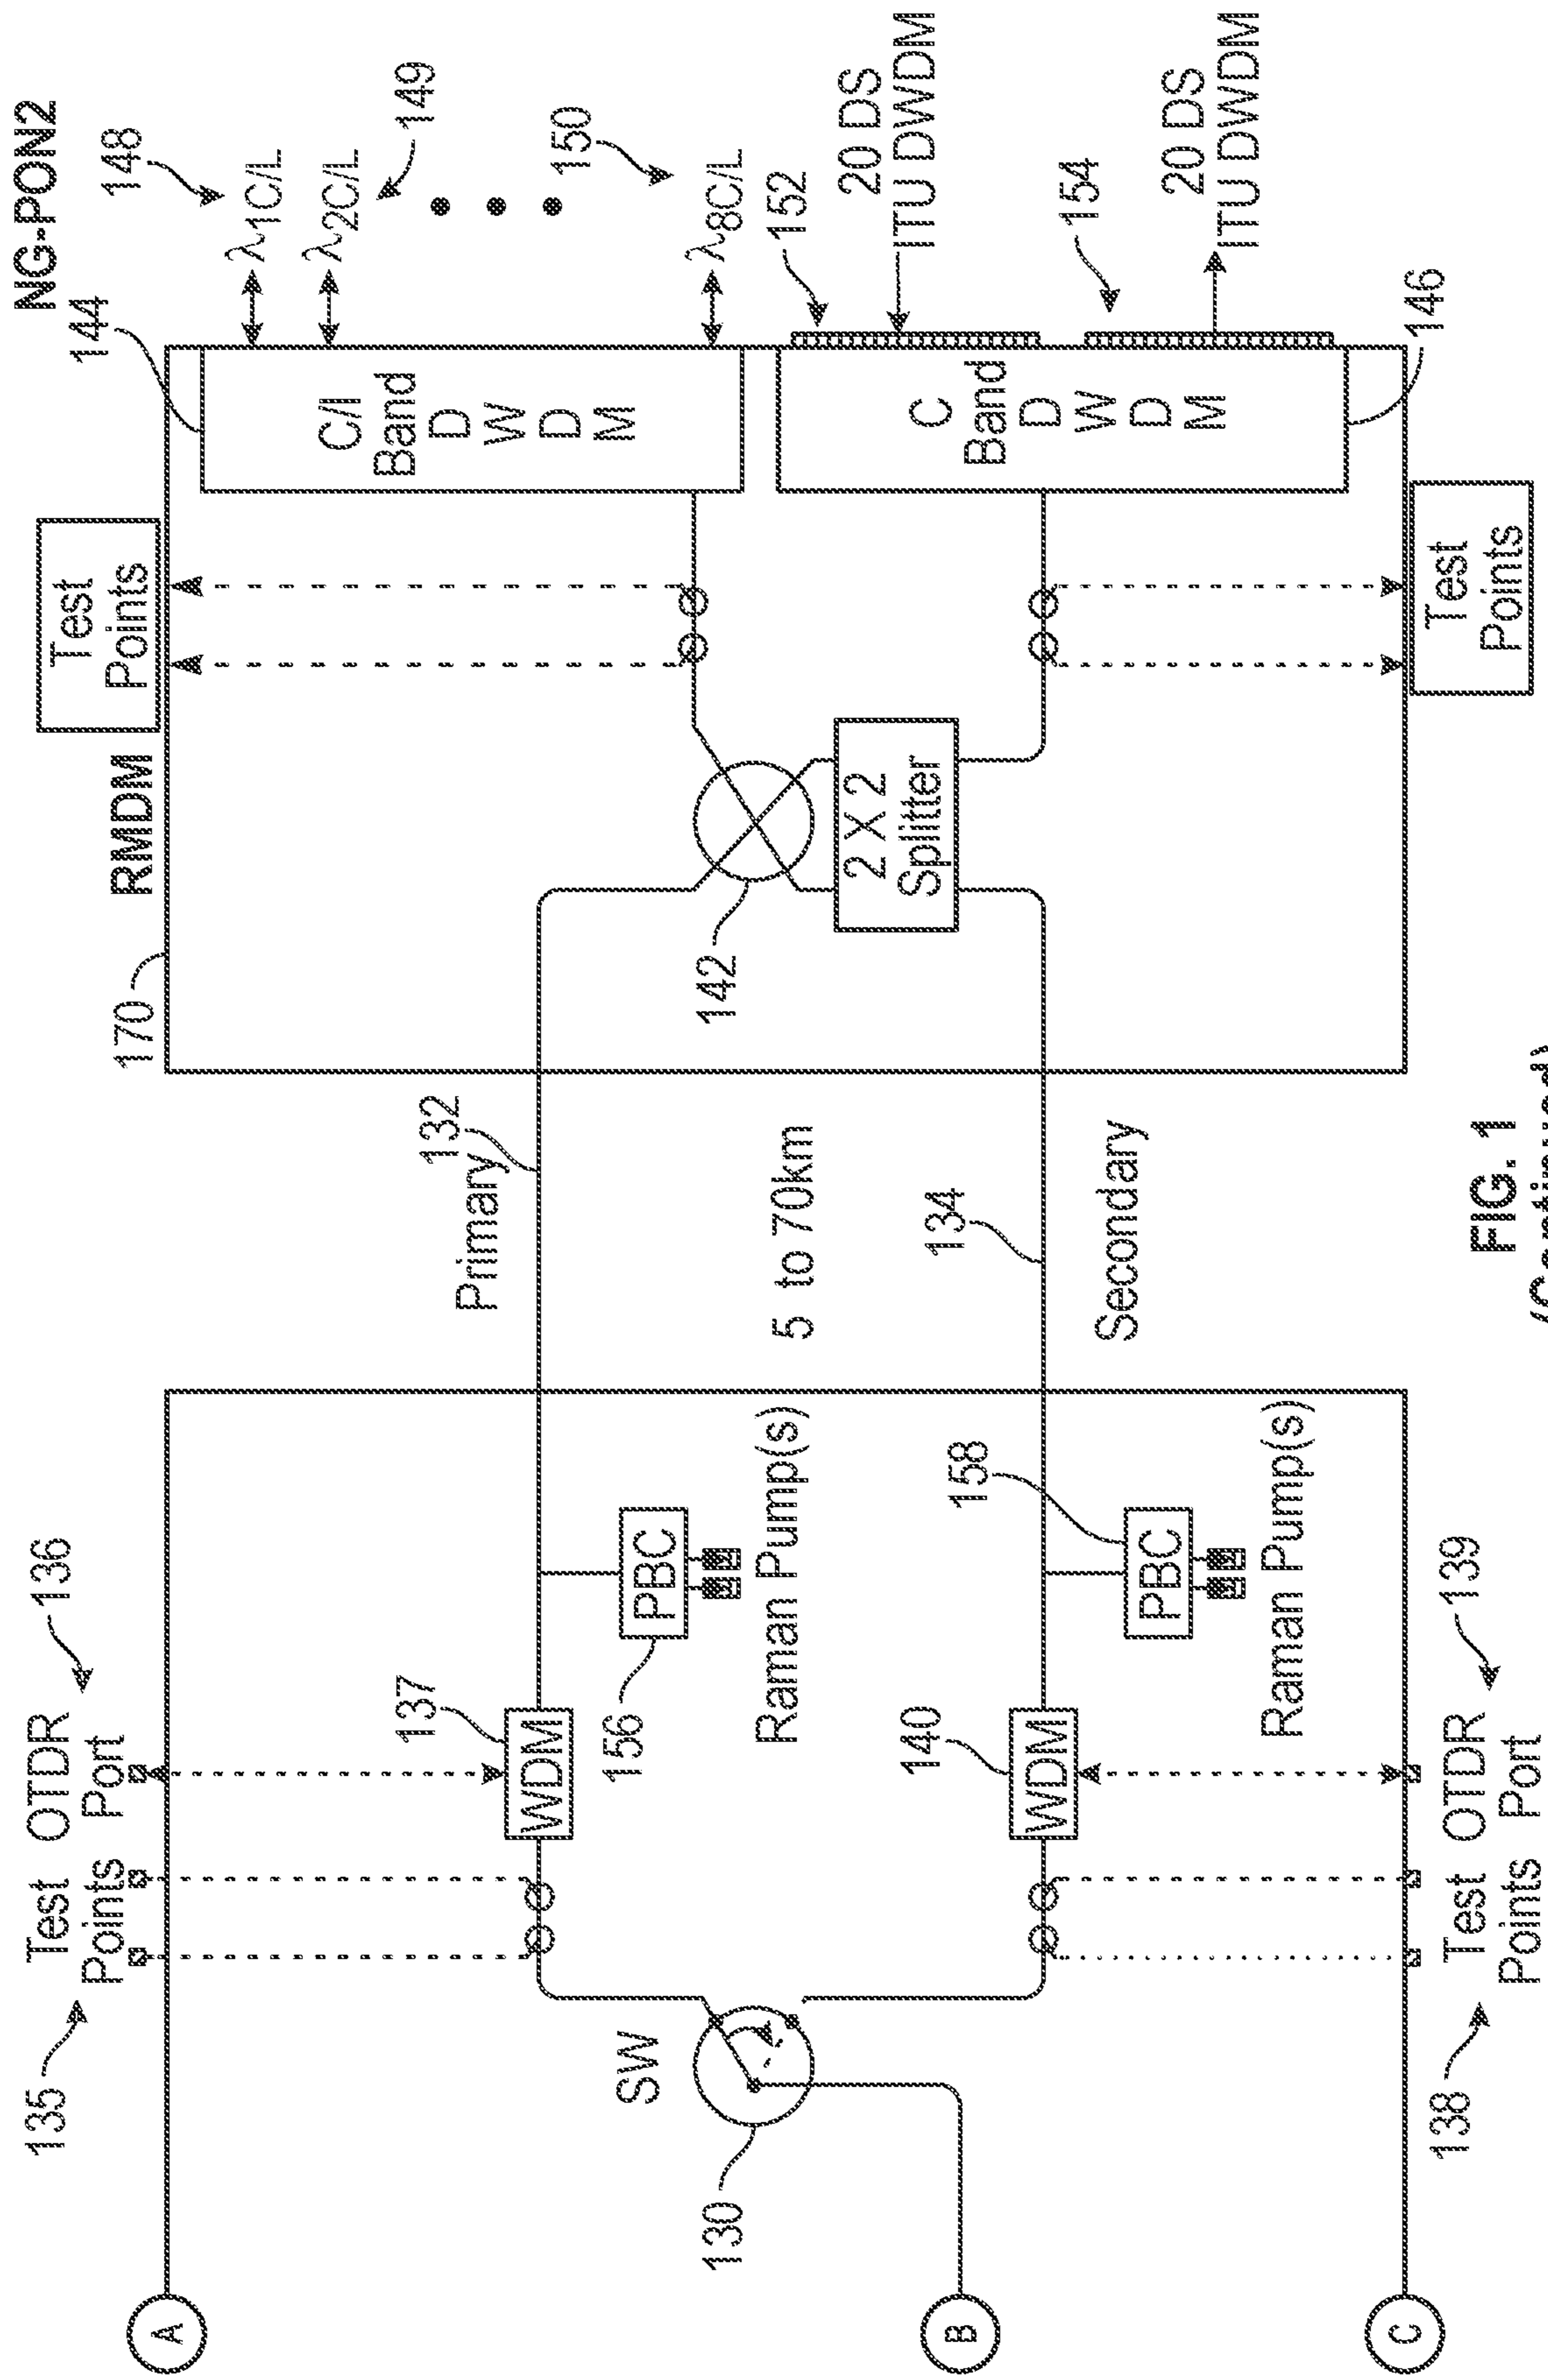 NG-PON2
148
λ1C/L
149
λ2C/L
150
λ8C/L
152
20 DS
ITU DWDM
154
20 DS
ITU DWDM
144
C/I
Band
D
W
D
M
C
Band
D
W
D
M
146
Test
Points
Test
Points
RMDM
170
142
2 X 2
Splitter
132
Primary
5 to 70km
134
Secondary
136
OTDR
Port
Test
Points
135
137
WDM
156
PBC
Raman Pump(s)
158
PBC
Raman Pump(s)
140
WDM
139
OTDR
Port
Test
Points
138
SW
130
A
B
C
FIG. 1
(Continued)